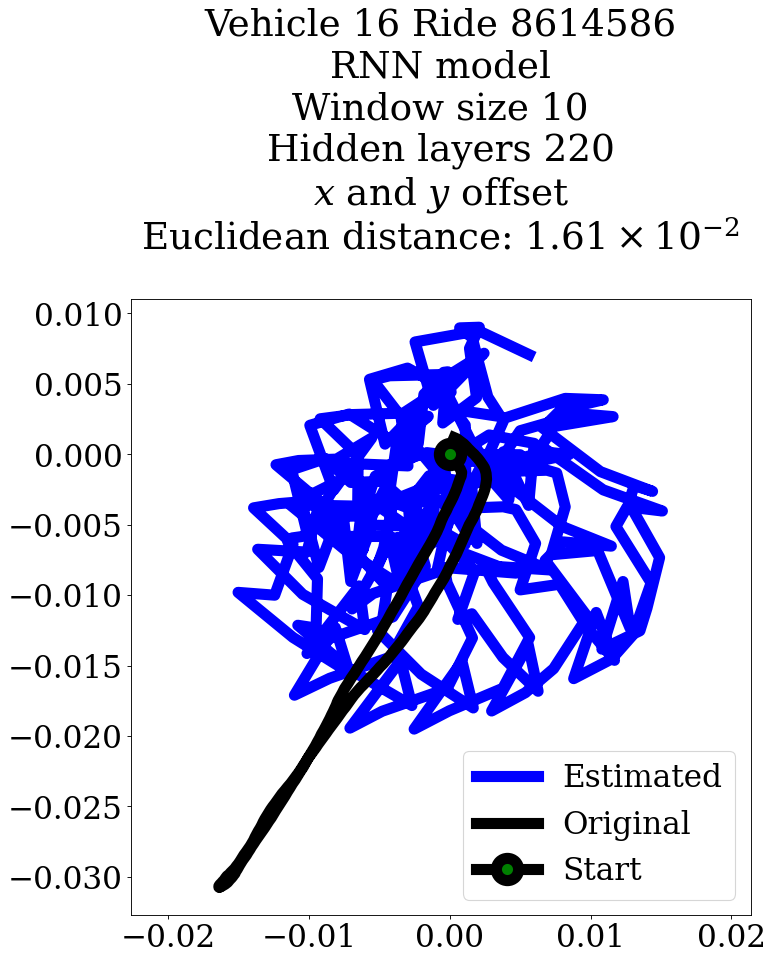 Vehicle 16 Ride 8614586
RNN model
Window size 10
Hidden layers 220
x and y offset
Euclidean distance: 1.61 × 10⁻²
0.010
0.005
0.000
−0.005
−0.010
−0.015
−0.020
−0.025
−0.030
Estimated
Original
Start
−0.02 −0.01 0.00 0.01 0.02